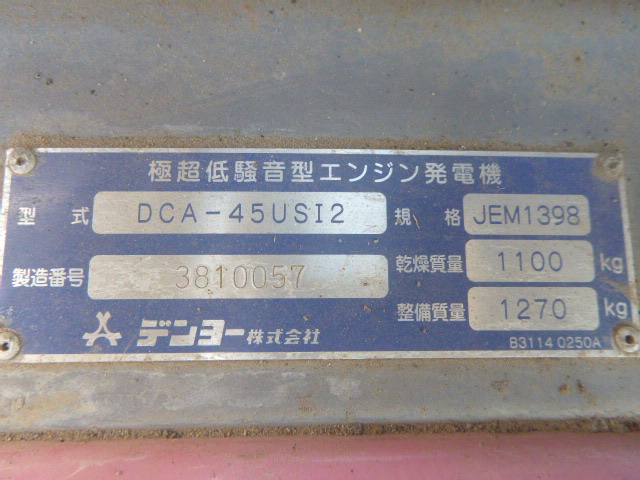 極超低騒音型エンジン発電機
型式 DCA-45USI2 規格 JEM1398
製造番号 3810057 乾燥質量 1100 kg
整備質量 1270 kg
デンヨー株式会社
B3114 0250A